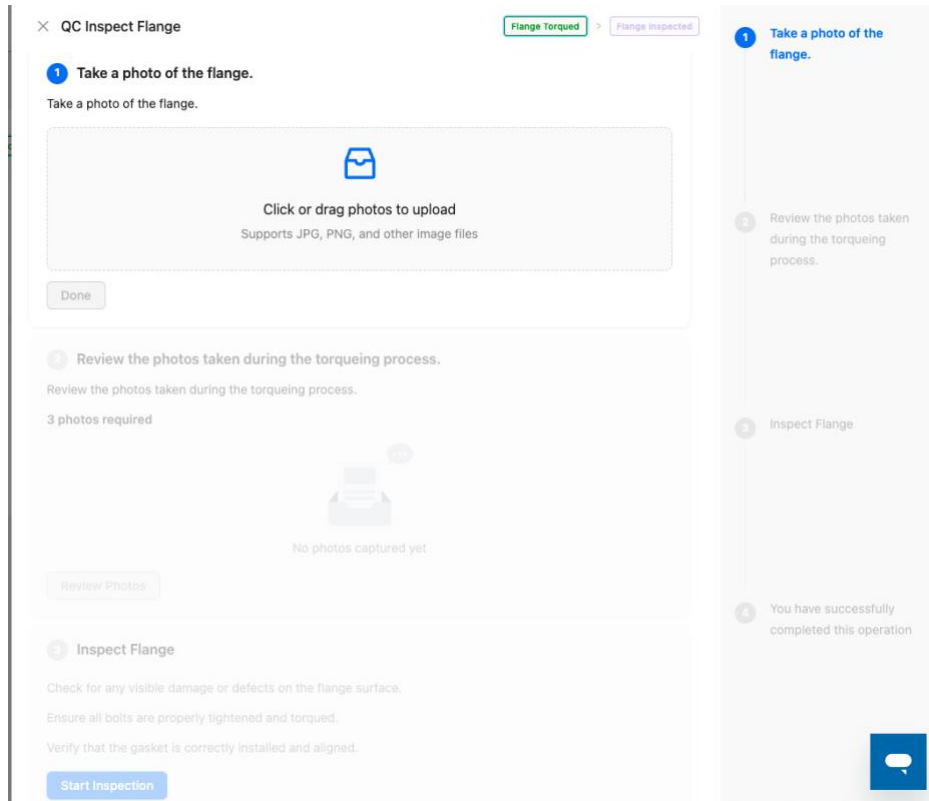 QC Inspect Flange
Flange Torqued > Flange Inspected
1 Take a photo of the flange.
Take a photo of the flange.
Click or drag photos to upload
Supports JPG, PNG, and other image files
Done
2 Review the photos taken during the torqueing process.
Review the photos taken during the torqueing process.
3 photos required
No photos captured yet
Review Photos
3 Inspect Flange
Check for any visible damage or defects on the flange surface.
Ensure all bolts are properly tightened and torqued.
Verify that the gasket is correctly installed and aligned.
Start Inspection
1 Take a photo of the
flange.
2 Review the photos taken
during the torqueing
process.
3 Inspect Flange
4 You have successfully
completed this operation